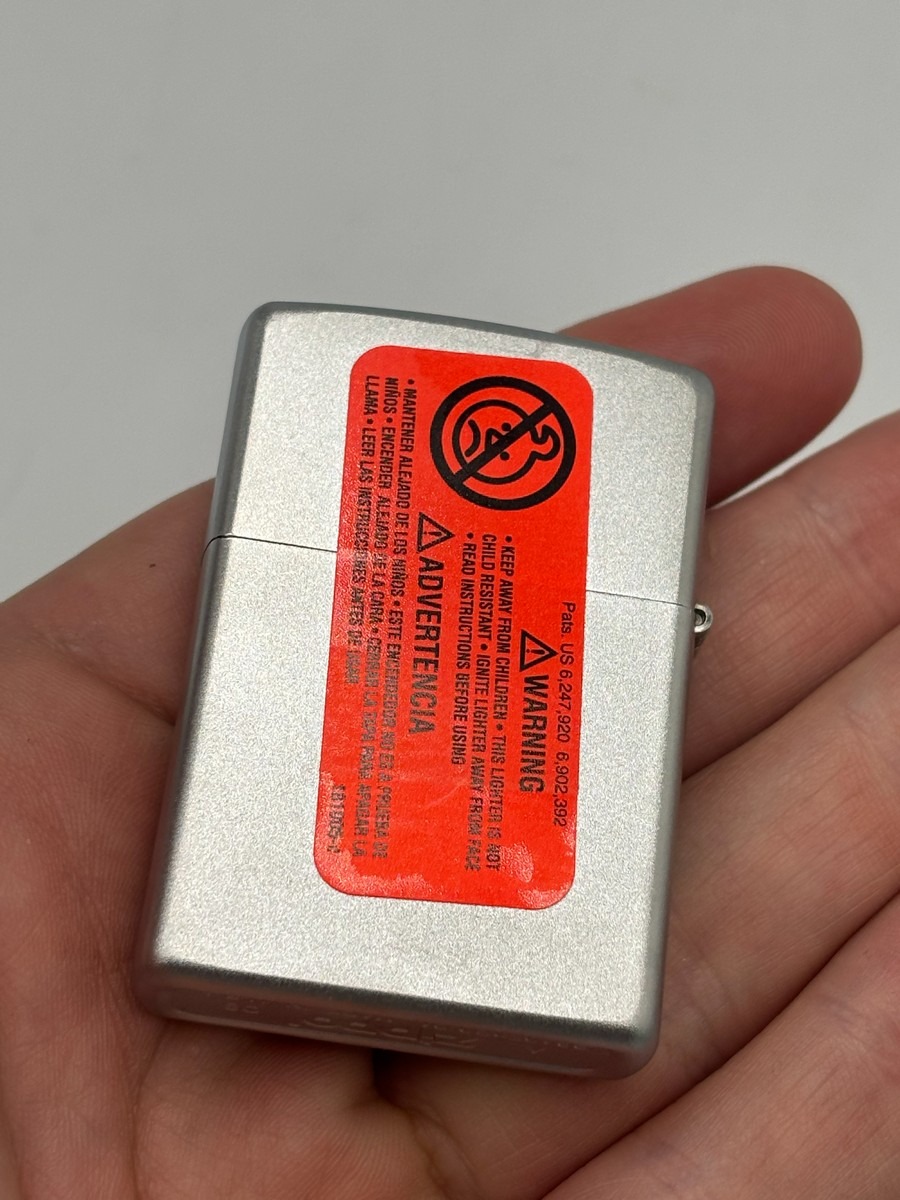 Pats. US 6,247,920 6,902,392
⚠WARNING
• KEEP AWAY FROM CHILDREN • THIS LIGHTER IS NOT
CHILD RESISTANT • IGNITE LIGHTER AWAY FROM FACE
• READ INSTRUCTIONS BEFORE USING
⚠ADVERTENCIA
• MANTENER ALEJADO DE LOS NIÑOS • ESTE ENCENDEDOR NO ES A PRUEBA DE
NIÑOS • ENCENDER ALEJADO DE LA CARA • CERRAR LA TAPA PARA APAGAR LA
LLAMA • LEER LAS INSTRUCCIONES ANTES DE USAR